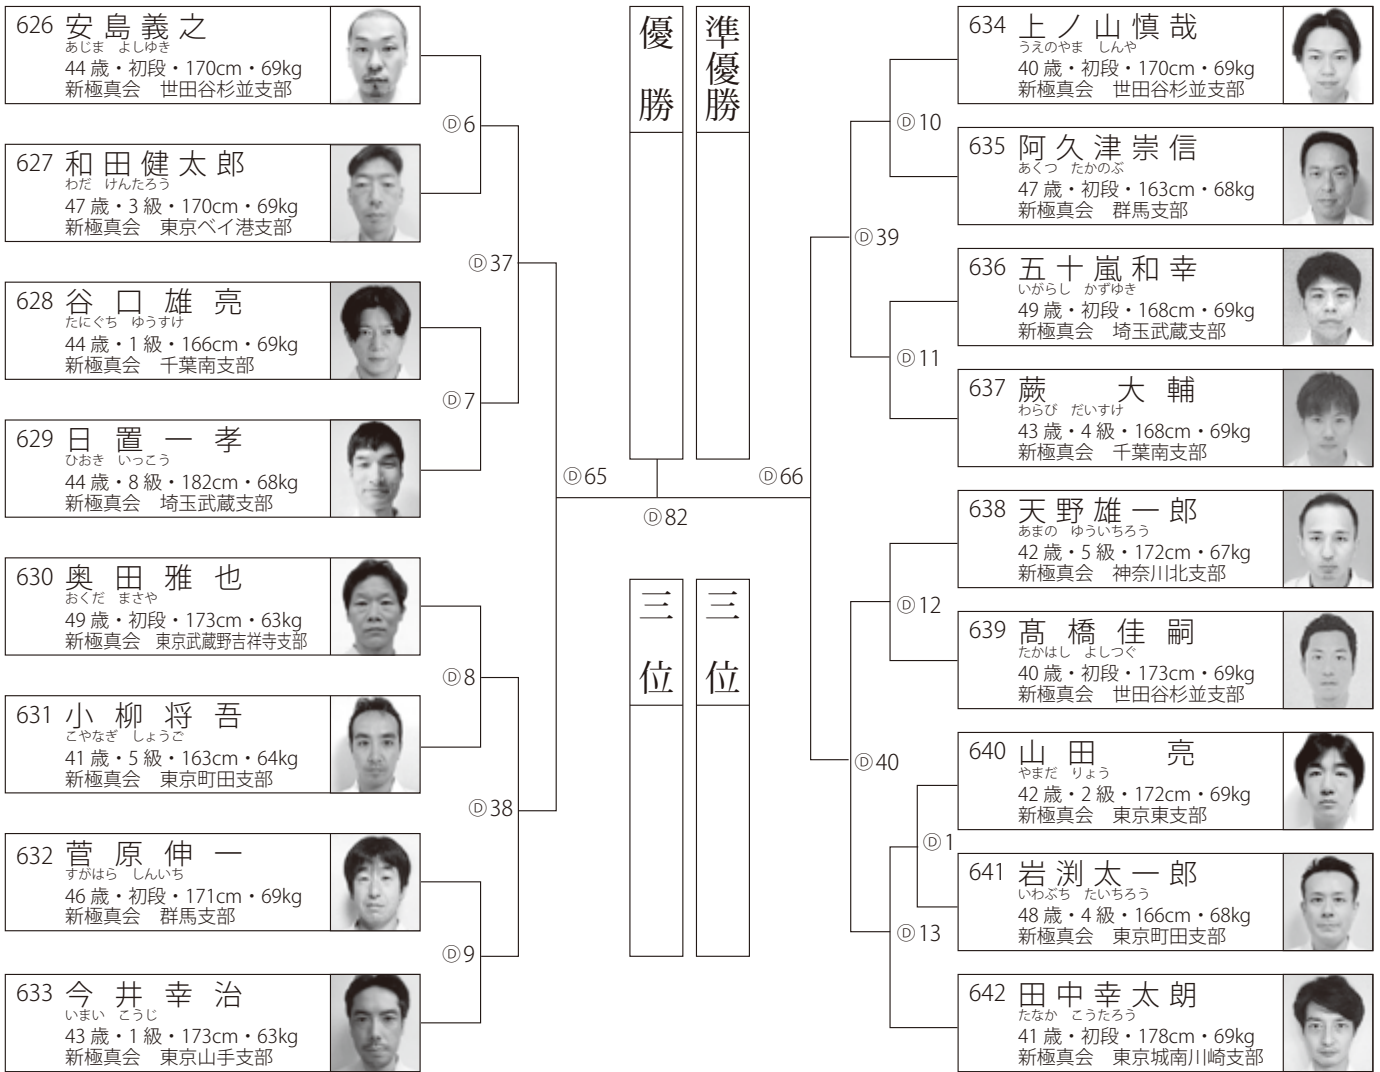 626 安島義之
あじま よしゆき
44歳・初段・170cm・69kg
新極真会 世田谷杉並支部
627 和田健太郎
わだ けんたろう
47歳・3級・170cm・69kg
新極真会 東京ベイ港支部
628 谷口雄亮
たにぐち ゆうすけ
44歳・1級・166cm・69kg
新極真会 千葉南支部
629 日置一孝
ひおき いっこう
44歳・8級・182cm・68kg
新極真会 埼玉武蔵支部
630 奥田雅也
おくだ まさや
49歳・初段・173cm・63kg
新極真会 東京武蔵野吉祥寺支部
631 小柳将吾
こやなぎ しょうご
41歳・5級・163cm・64kg
新極真会 東京町田支部
632 菅原伸一
すがはら しんいち
46歳・初段・171cm・69kg
新極真会 群馬支部
633 今井幸治
いまい こうじ
43歳・1級・173cm・63kg
新極真会 東京山手支部
Ⓓ6
Ⓓ7
Ⓓ8
Ⓓ9
Ⓓ37
Ⓓ38
Ⓓ65
優勝
準優勝
Ⓓ82
三位
三位
Ⓓ66
Ⓓ39
Ⓓ40
Ⓓ10
Ⓓ11
Ⓓ12
Ⓓ13
Ⓓ1
634 上ノ山慎哉
うえのやま しんや
40歳・初段・170cm・69kg
新極真会 世田谷杉並支部
635 阿久津崇信
あくつ たかのぶ
47歳・初段・163cm・68kg
新極真会 群馬支部
636 五十嵐和幸
いがらし かずゆき
49歳・初段・168cm・69kg
新極真会 埼玉武蔵支部
637 蕨 大輔
わらび だいすけ
43歳・4級・168cm・69kg
新極真会 千葉南支部
638 天野雄一郎
あまの ゆういちろう
42歳・5級・172cm・67kg
新極真会 神奈川北支部
639 髙橋佳嗣
たかはし よしつぐ
40歳・初段・173cm・69kg
新極真会 世田谷杉並支部
640 山田 亮
やまだ りょう
42歳・2級・172cm・69kg
新極真会 東京東支部
641 岩渕太一郎
いわぶち たいちろう
48歳・4級・166cm・68kg
新極真会 東京町田支部
642 田中幸太朗
たなか こうたろう
41歳・初段・178cm・69kg
新極真会 東京城南川崎支部